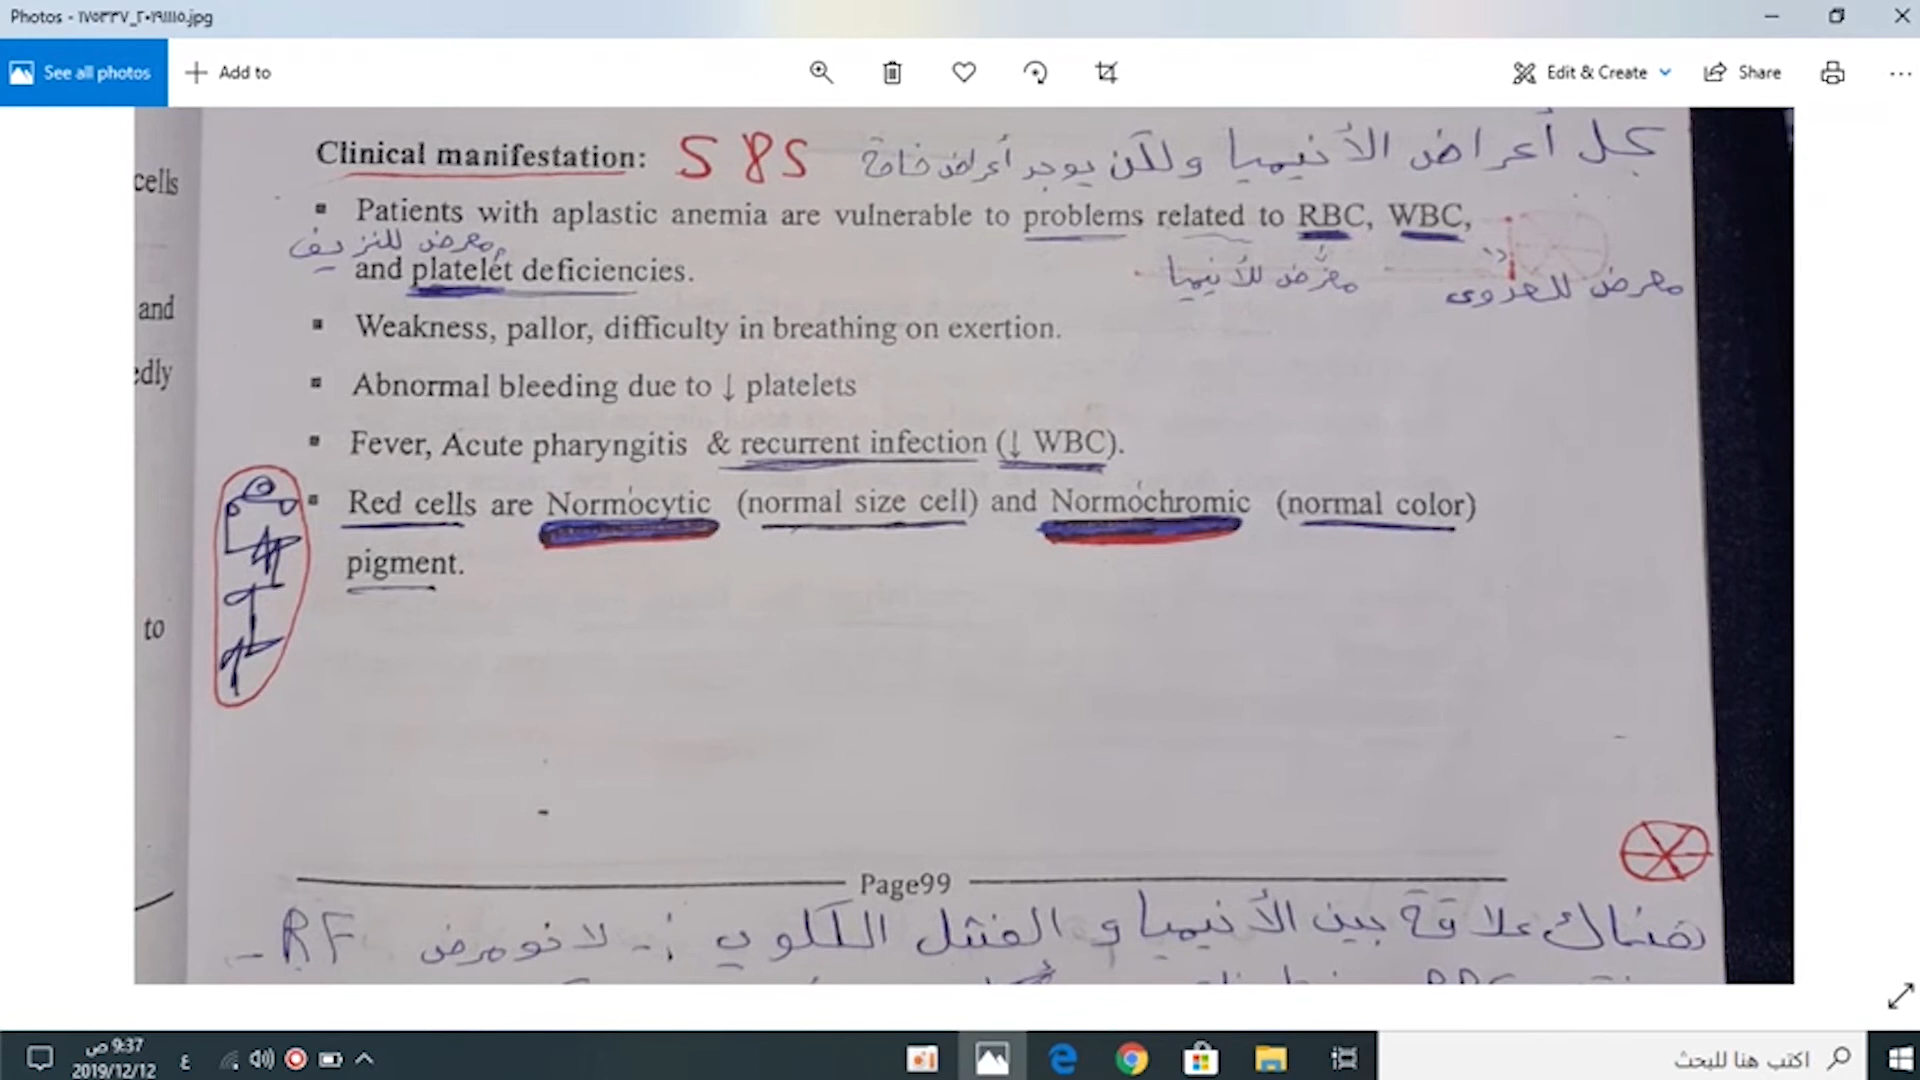 Photos - ٢٠١٩١١١٥_١٧٥٣٣٧.jpg
See all photos
Add to
Edit & Create
Share
cells
and
edly
to
Clinical manifestation: S & S كل أعراض الأنيميا ولكن يوجد أعراض خاصة
▪ Patients with aplastic anemia are vulnerable to problems related to RBC, WBC,
معرض للنزيف
and platelet deficiencies.
معرض للأنيميا
معرض للعدوى
▪ Weakness, pallor, difficulty in breathing on exertion.
▪ Abnormal bleeding due to ↓ platelets
▪ Fever, Acute pharyngitis & recurrent infection (↓ WBC).
▪ Red cells are Normocytic (normal size cell) and Normochromic (normal color)
pigment.
Page99
هناك علاقة بين الأنيميا و الفشل الكلوي :- لانو مرض RF
9:37 ص
2019/12/12
ع
اكتب هنا للبحث